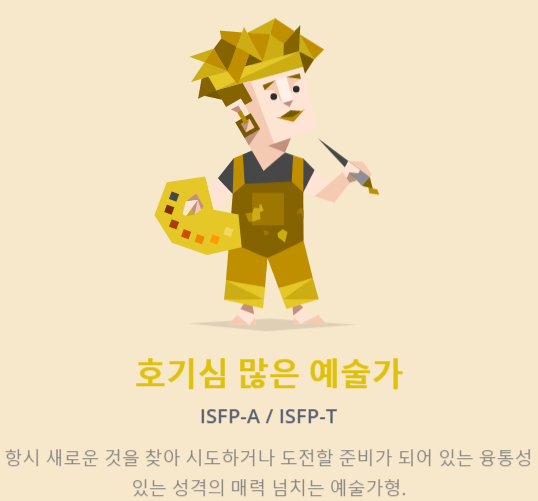 호기심 많은 예술가
ISFP-A / ISFP-T
항시 새로운 것을 찾아 시도하거나 도전할 준비가 되어 있는 융통성
있는 성격의 매력 넘치는 예술가형.